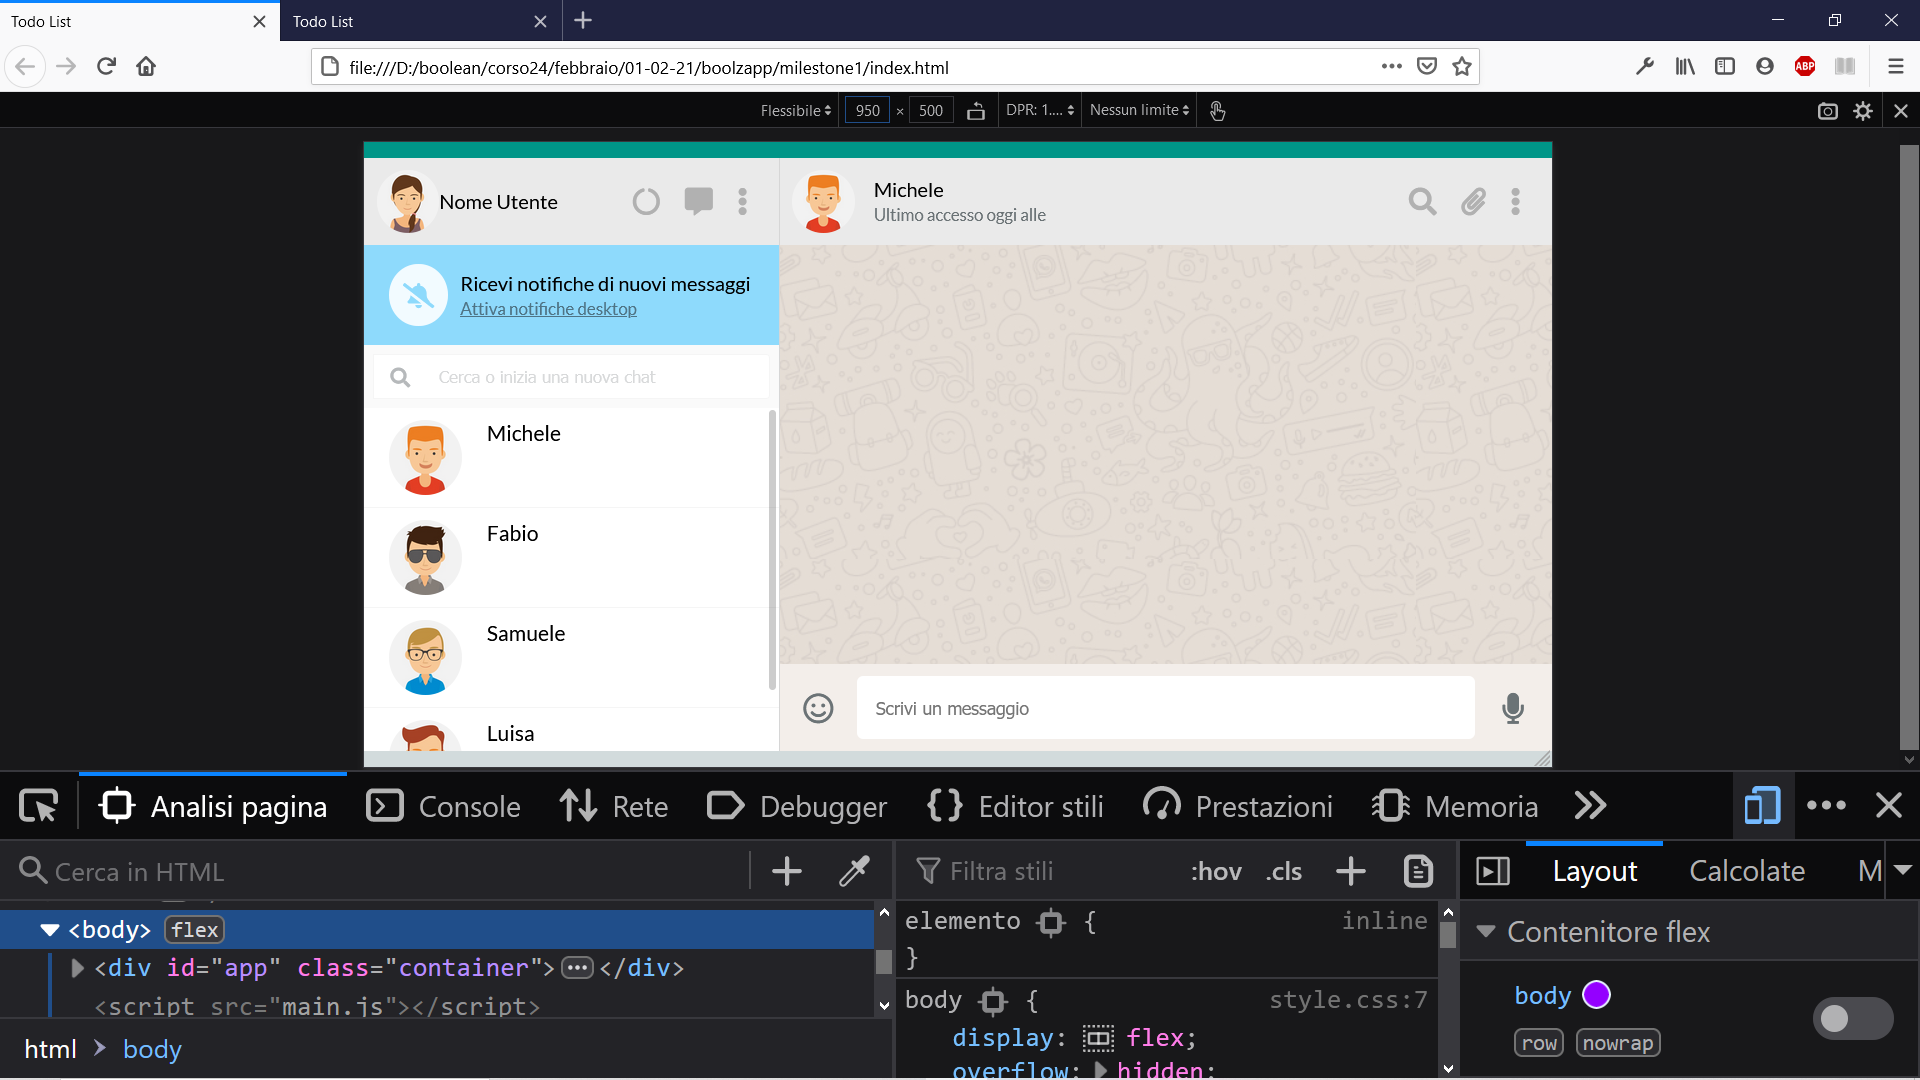 Todo List
Todo List
file:///D:/boolean/corso24/febbraio/01-02-21/boolzapp/milestone1/index.html
ABP
Flessibile 950 × 500 DPR: 1.... Nessun limite
Nome Utente
Michele
Ultimo accesso oggi alle
Ricevi notifiche di nuovi messaggi
Attiva notifiche desktop
Cerca o inizia una nuova chat
Michele
Fabio
Samuele
Luisa
Scrivi un messaggio
Analisi pagina Console Rete Debugger Editor stili Prestazioni Memoria
Cerca in HTML
<body> flex
<div id="app" class="container"> ••• </div>
<script src="main.js"></script>
html > body
Filtra stili :hov .cls
elemento { inline
}
body { style.css:7
display: flex;
overflow: hidden;
Layout Calcolate M
Contenitore flex
body
row nowrap